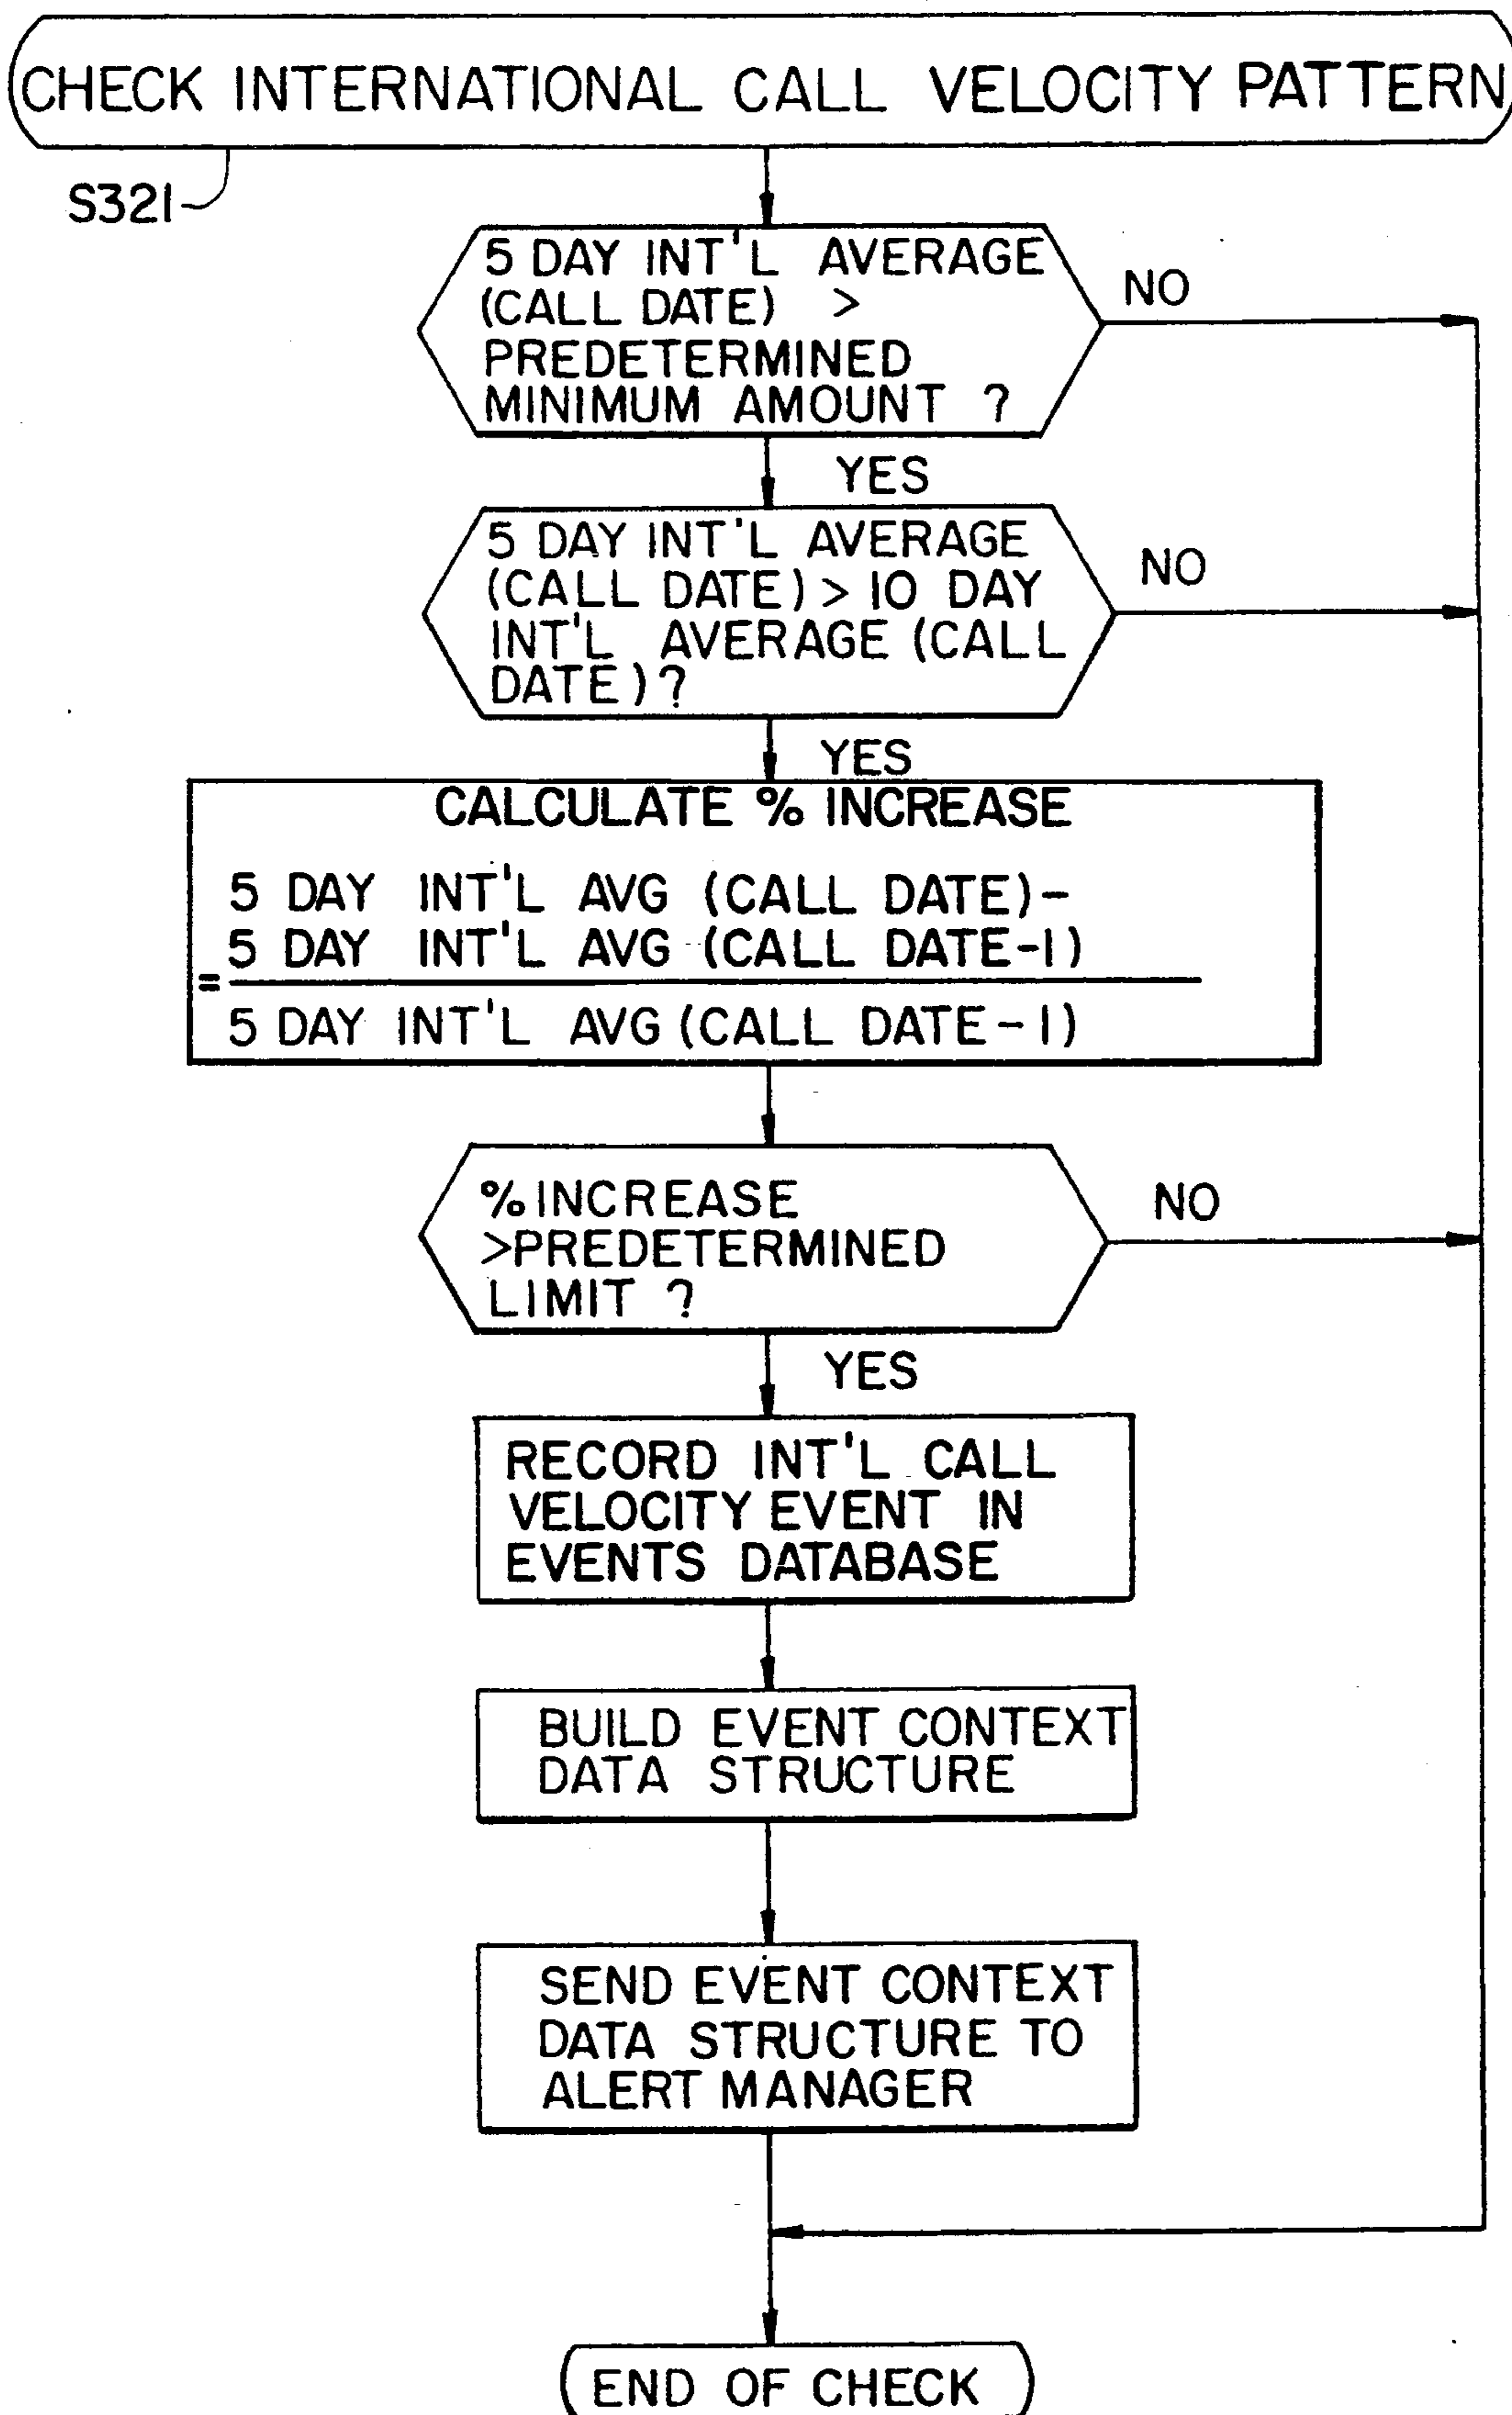 CHECK INTERNATIONAL CALL VELOCITY PATTERN
S321
5 DAY INT'L AVERAGE
(CALL DATE) >
PREDETERMINED
MINIMUM AMOUNT ?
NO
YES
5 DAY INT'L AVERAGE
(CALL DATE) > 10 DAY
INT'L AVERAGE (CALL
DATE)?
NO
YES
CALCULATE % INCREASE
5 DAY INT'L AVG (CALL DATE)-
5 DAY INT'L AVG (CALL DATE-1)
=
5 DAY INT'L AVG (CALL DATE-1)
% INCREASE
>PREDETERMINED
LIMIT ?
NO
YES
RECORD INT'L CALL
VELOCITY EVENT IN
EVENTS DATABASE
BUILD EVENT CONTEXT
DATA STRUCTURE
SEND EVENT CONTEXT
DATA STRUCTURE TO
ALERT MANAGER
END OF CHECK